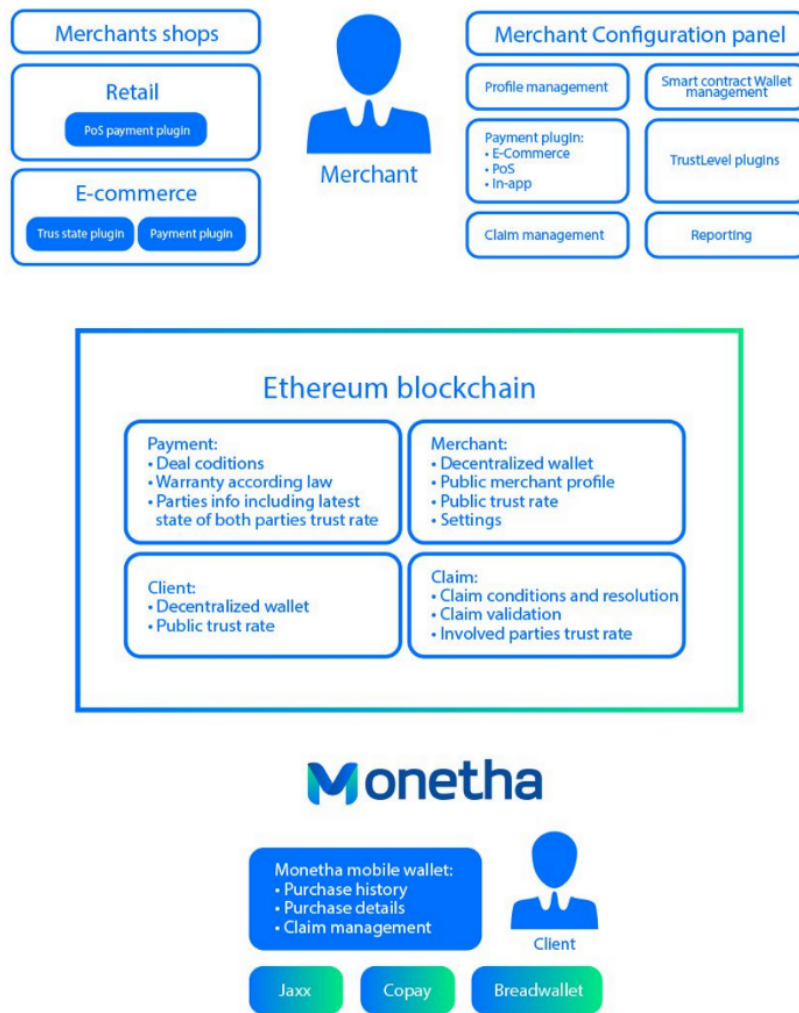 Merchants shops
Retail
PoS payment plugin
E-commerce
Trus state plugin
Payment plugin
Merchant
Merchant Configuration panel
Profile management
Smart contract Wallet
management
Payment plugin:
• E-Commerce
• PoS
• In-app
TrustLevel plugins
Claim management
Reporting
Ethereum blockchain
Payment:
• Deal coditions
• Warranty according law
• Parties info including latest
state of both parties trust rate
Merchant:
• Decentralized wallet
• Public merchant profile
• Public trust rate
• Settings
Client:
• Decentralized wallet
• Public trust rate
Claim:
• Claim conditions and resolution
• Claim validation
• Involved parties trust rate
Monetha
Monetha mobile wallet:
• Purchase history
• Purchase details
• Claim management
Client
Jaxx
Copay
Breadwallet